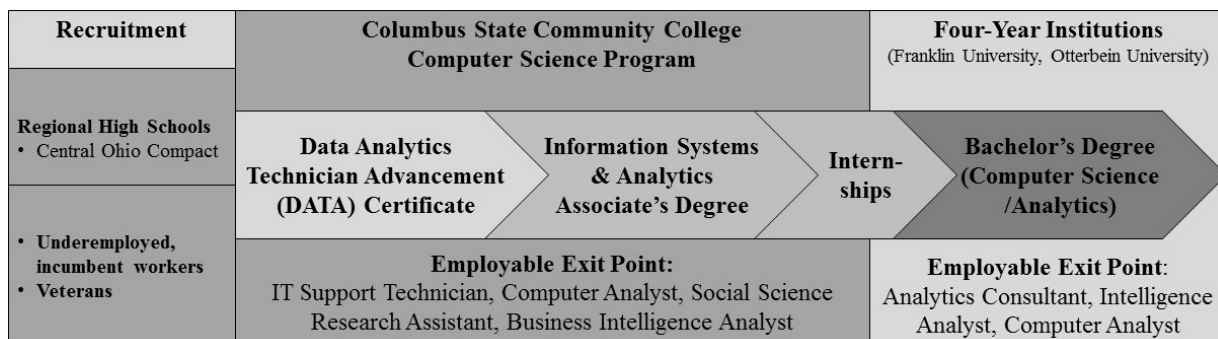 Recruitment
Regional High Schools
• Central Ohio Compact
• Underemployed,
incumbent workers
• Veterans
Columbus State Community College
Computer Science Program
Data Analytics
Technician Advancement
(DATA) Certificate
Information Systems
& Analytics
Associate’s Degree
Intern-
ships
Employable Exit Point:
IT Support Technician, Computer Analyst, Social Science
Research Assistant, Business Intelligence Analyst
Four-Year Institutions
(Franklin University, Otterbein University)
Bachelor’s Degree
(Computer Science
/Analytics)
Employable Exit Point:
Analytics Consultant, Intelligence
Analyst, Computer Analyst